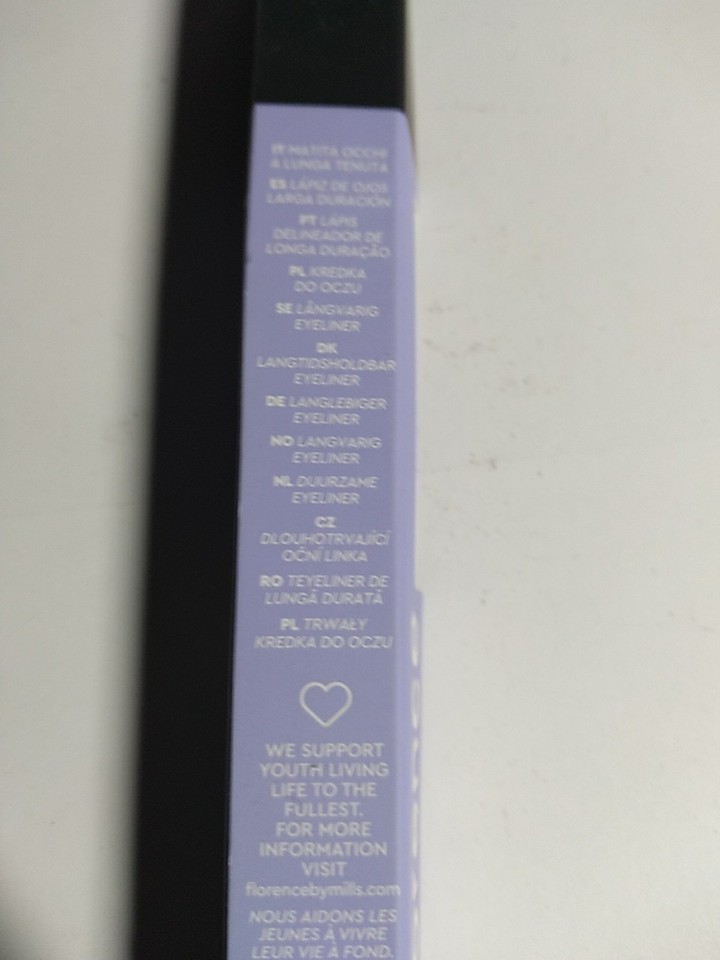 IT MATITA OCCHI
A LUNGA TENUTA
ES LÁPIZ DE OJOS
LARGA DURACIÓN
PT LÁPIS
DELINEADOR DE
LONGA DURAÇÃO
PL KREDKA
DO OCZU
SE LÅNGVARIG
EYELINER
DK
LANGTIDSHOLDBAR
EYELINER
DE LANGLEBIGER
EYELINER
NO LANGVARIG
EYELINER
NL DUURZAME
EYELINER
CZ
DLOUHOTRVAJÍCÍ
OČNÍ LINKA
RO TEYELINER DE
LUNGĂ DURATĂ
PL TRWAŁY
KREDKA DO OCZU
WE SUPPORT
YOUTH LIVING
LIFE TO THE
FULLEST.
FOR MORE
INFORMATION
VISIT
florencebymills.com
NOUS AIDONS LES
JEUNES À VIVRE
LEUR VIE À FOND.